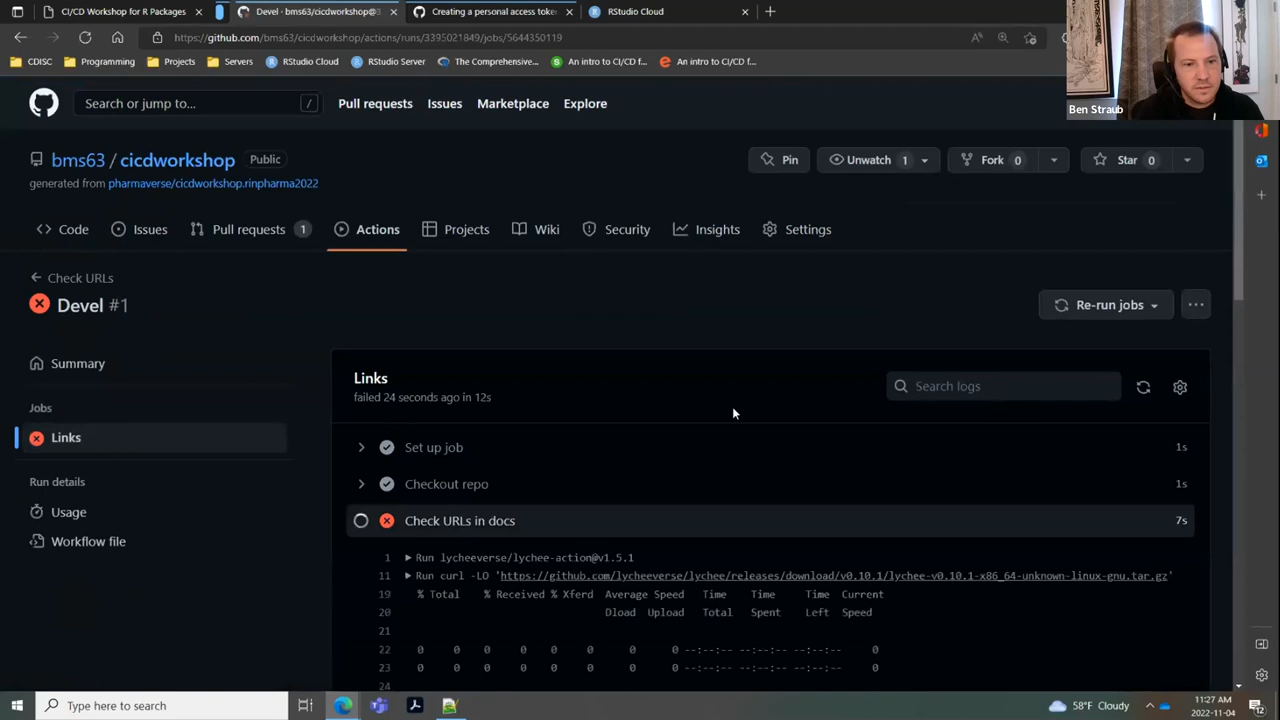 CI/CD Workshop for R Packages
Devel · bms63/cicdworkshop@
Creating a personal access toke
RStudio Cloud
https://github.com/bms63/cicdworkshop/actions/runs/3395021849/jobs/5644350119
CDISC
Programming
Projects
Servers
RStudio Cloud
RStudio Server
The Comprehensive...
An intro to CI/CD f...
An intro to CI/CD f...
Ben Straub
Search or jump to...
/
Pull requests
Issues
Marketplace
Explore
bms63 / cicdworkshop
Public
Pin
Unwatch 1
Fork 0
Star 0
generated from pharmaverse/cicdworkshop.rinpharma2022
<> Code
Issues
Pull requests 1
Actions
Projects
Wiki
Security
Insights
Settings
Check URLs
Devel #1
Re-run jobs
...
Summary
Jobs
Links
Run details
Usage
Workflow file
Links
failed 24 seconds ago in 12s
Search logs
Set up job 1s
Checkout repo 1s
Check URLs in docs 7s
1 Run lycheeverse/lychee-action@v1.5.1
11 Run curl -LO 'https://github.com/lycheeverse/lychee/releases/download/v0.10.1/lychee-v0.10.1-x86_64-unknown-linux-gnu.tar.gz
19 % Total % Received % Xferd Average Speed Time Time Time Current
20 Dload Upload Total Spent Left Speed
21
22 0 0 0 0 0 0 0 0 --:--:-- --:--:-- --:--:-- 0
23 0 0 0 0 0 0 0 0 --:--:-- --:--:-- --:--:-- 0
24
Type here to search
58°F Cloudy
11:27 AM
2022-11-04
12